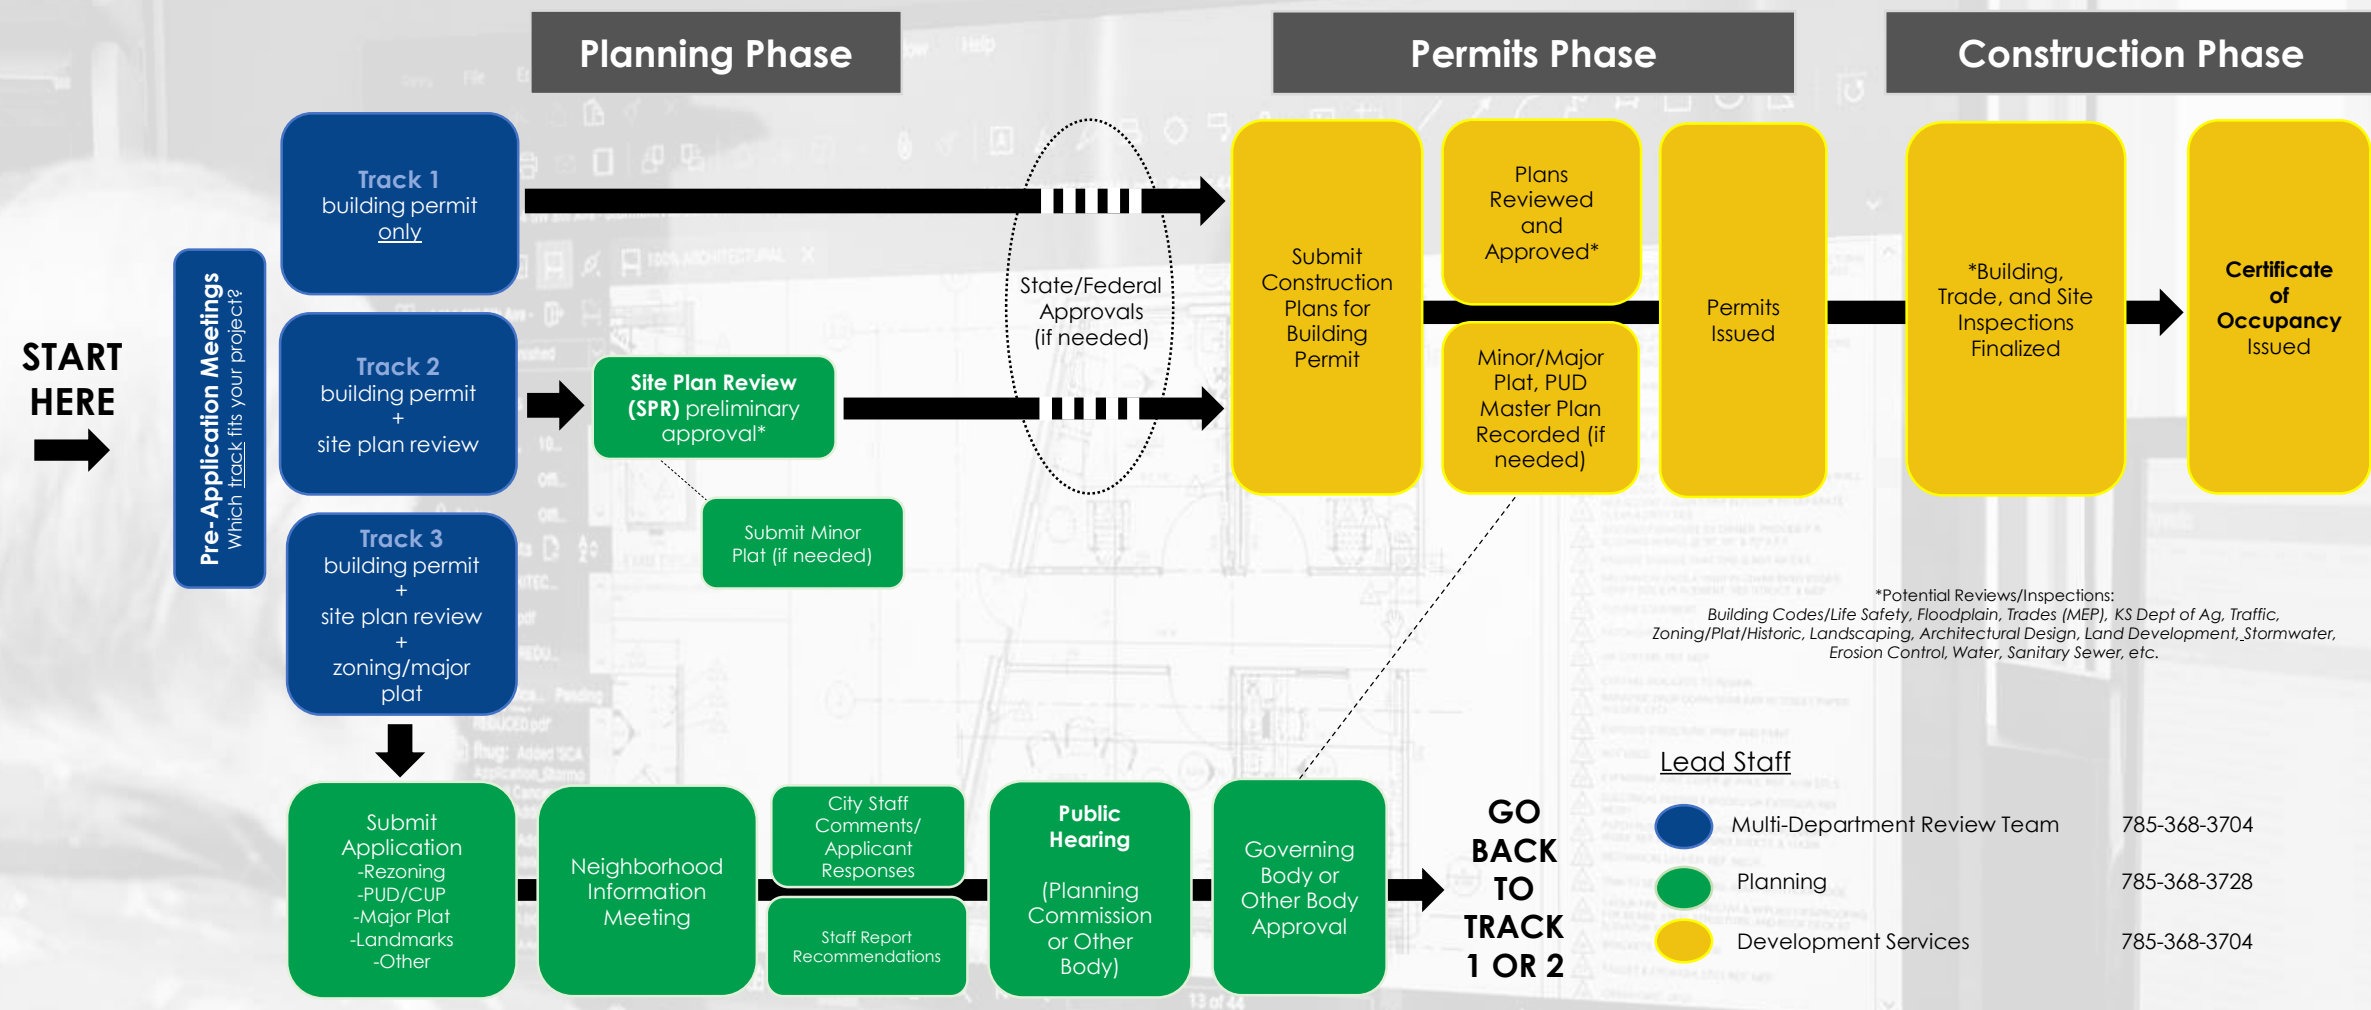 Planning Phase
Permits Phase
Construction Phase
START
HERE
Pre-Application Meetings
Which track fits your project?
Track 1
building permit
only
Track 2
building permit
+
site plan review
Track 3
building permit
+
site plan review
+
zoning/major
plat
Site Plan Review
(SPR) preliminary
approval*
Submit Minor
Plat (if needed)
State/Federal
Approvals
(if needed)
Submit
Construction
Plans for
Building
Permit
Plans
Reviewed
and
Approved*
Minor/Major
Plat, PUD
Master Plan
Recorded (if
needed)
Permits
Issued
*Building,
Trade, and Site
Inspections
Finalized
Certificate
of
Occupancy
Issued
*Potential Reviews/Inspections:
Building Codes/Life Safety, Floodplain, Trades (MEP), KS Dept of Ag, Traffic,
Zoning/Plat/Historic, Landscaping, Architectural Design, Land Development, Stormwater,
Erosion Control, Water, Sanitary Sewer, etc.
Submit
Application
-Rezoning
-PUD/CUP
-Major Plat
-Landmarks
-Other
Neighborhood
Information
Meeting
City Staff
Comments/
Applicant
Responses
Staff Report
Recommendations
Public
Hearing
(Planning
Commission
or Other
Body)
Governing
Body or
Other Body
Approval
GO
BACK
TO
TRACK
1 OR 2
Lead Staff
Multi-Department Review Team 785-368-3704
Planning 785-368-3728
Development Services 785-368-3704
13 of 44